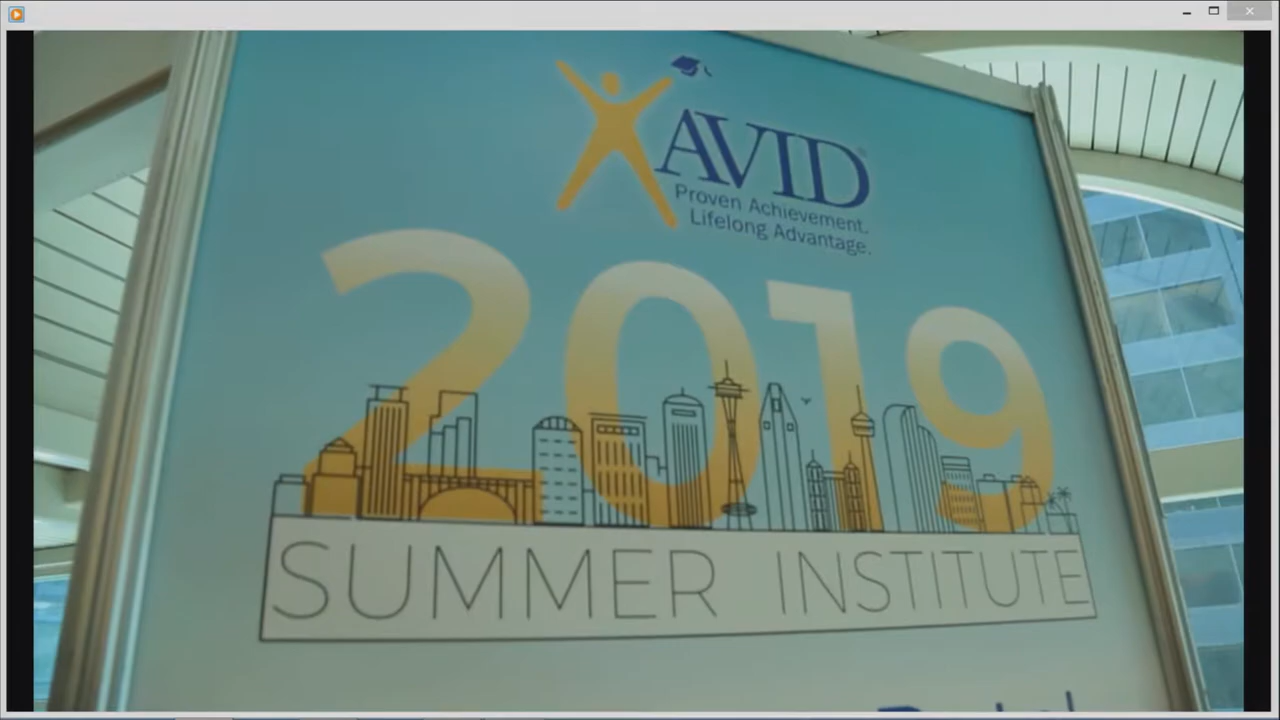 AVID®
Proven Achievement.
Lifelong Advantage.
2019
SUMMER INSTITUTE